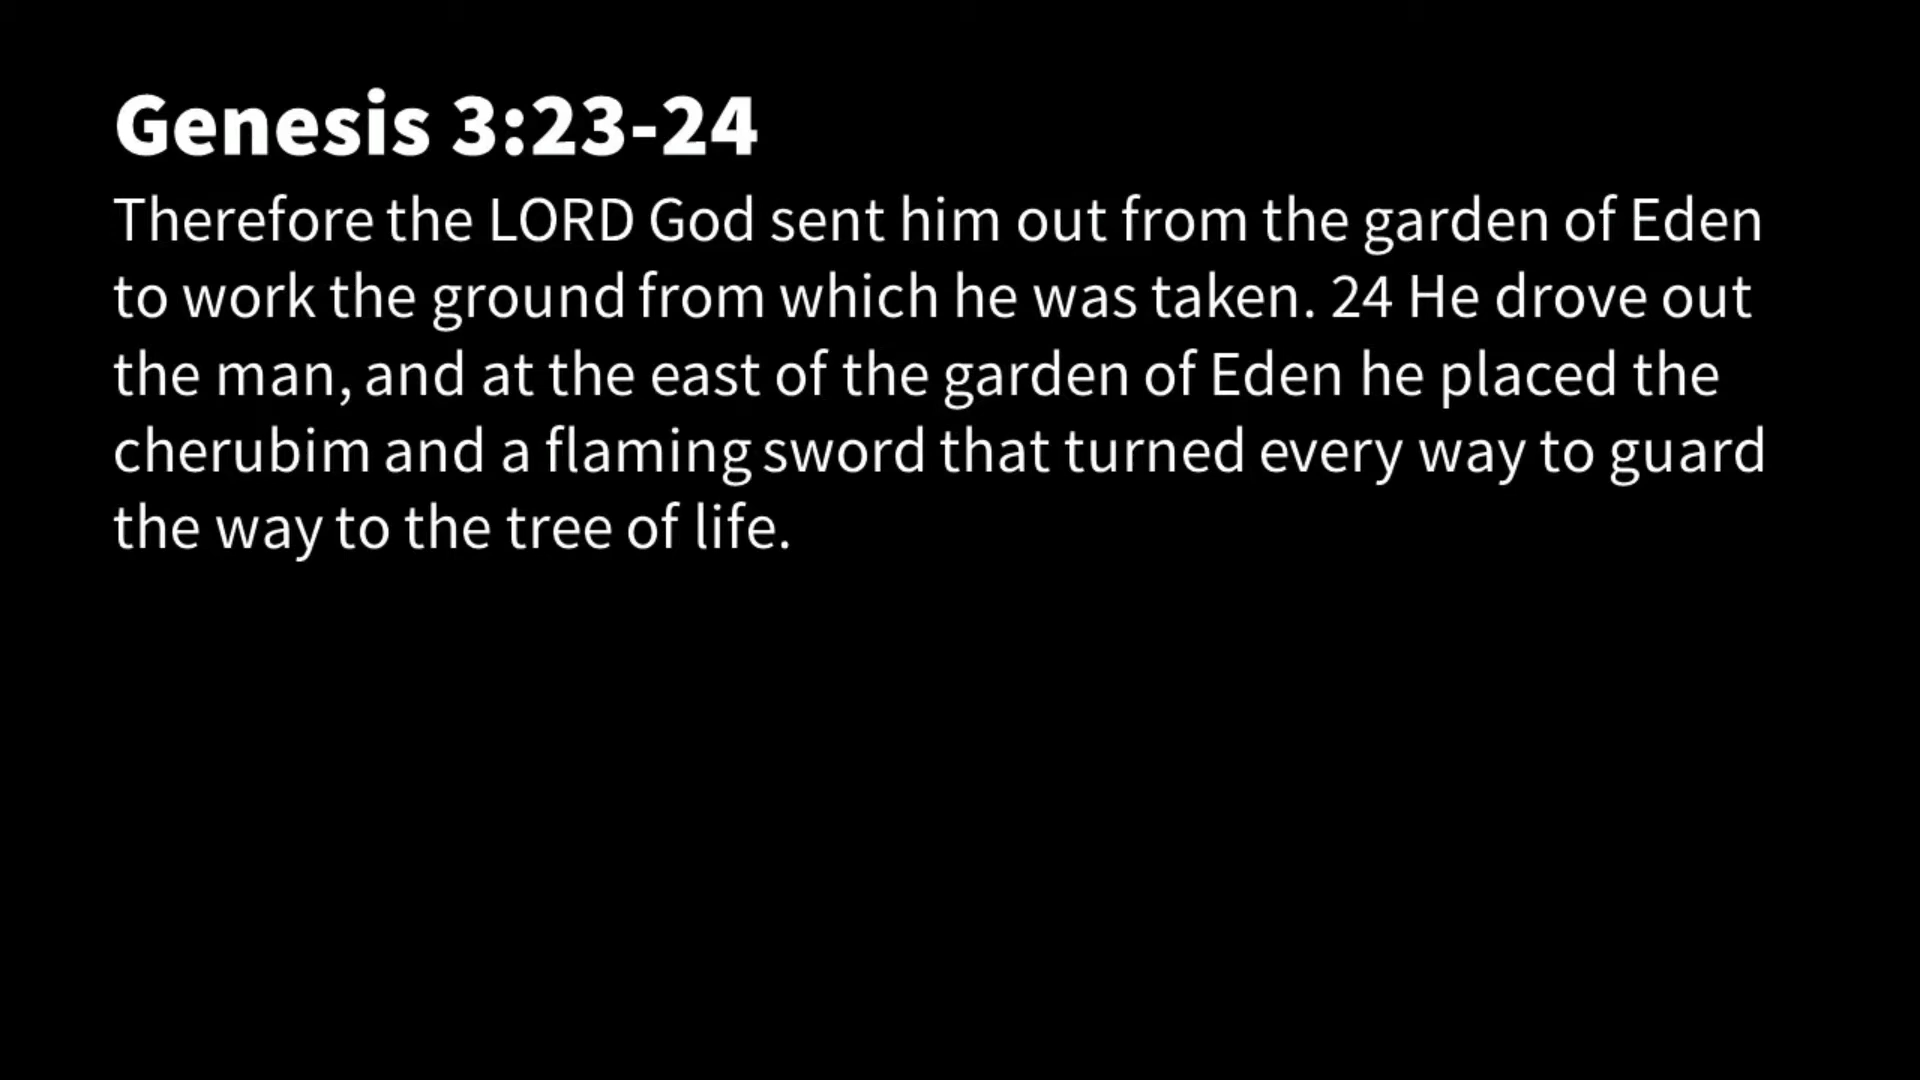 Genesis 3:23-24
Therefore the LORD God sent him out from the garden of Eden
to work the ground from which he was taken. 24 He drove out
the man, and at the east of the garden of Eden he placed the
cherubim and a flaming sword that turned every way to guard
the way to the tree of life.